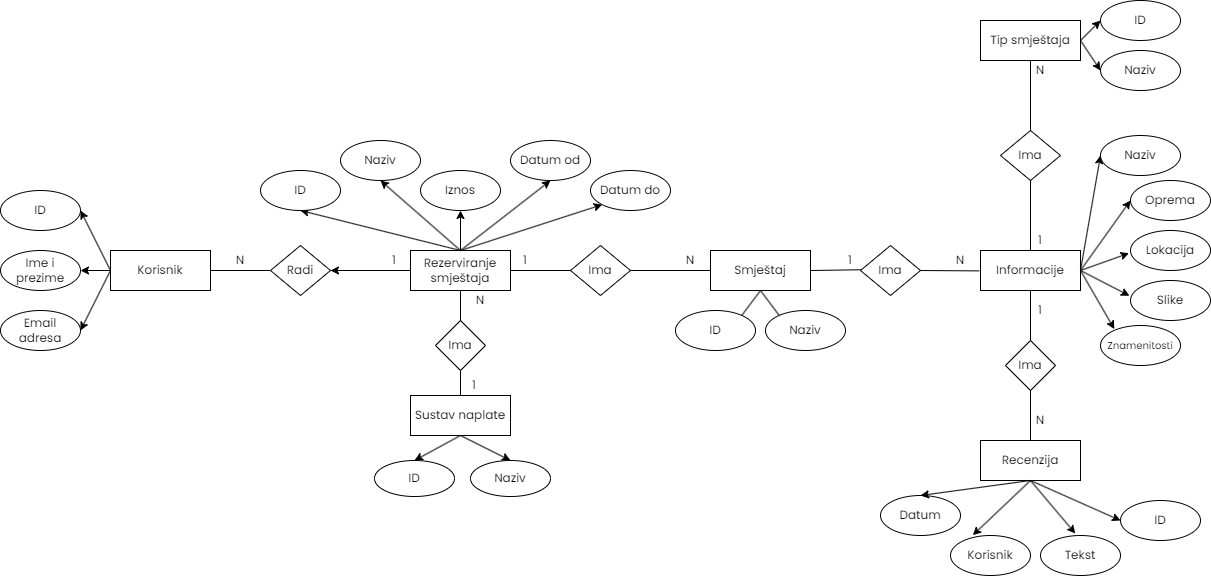 ID
Tip smještaja
Naziv
N
Ima
1
Naziv
Oprema
Lokacija
Slike
Znamenitosti
Informacije
Naziv
Datum od
ID
Iznos
Datum do
ID
Ime i
prezime
Email
adresa
Korisnik
N
Radi
1
Rezerviranje
smještaja
1
Ima
N
Smještaj
1
Ima
N
ID
Naziv
N
Ima
1
Sustav naplate
ID
Naziv
1
Ima
N
Recenzija
Datum
Korisnik
Tekst
ID